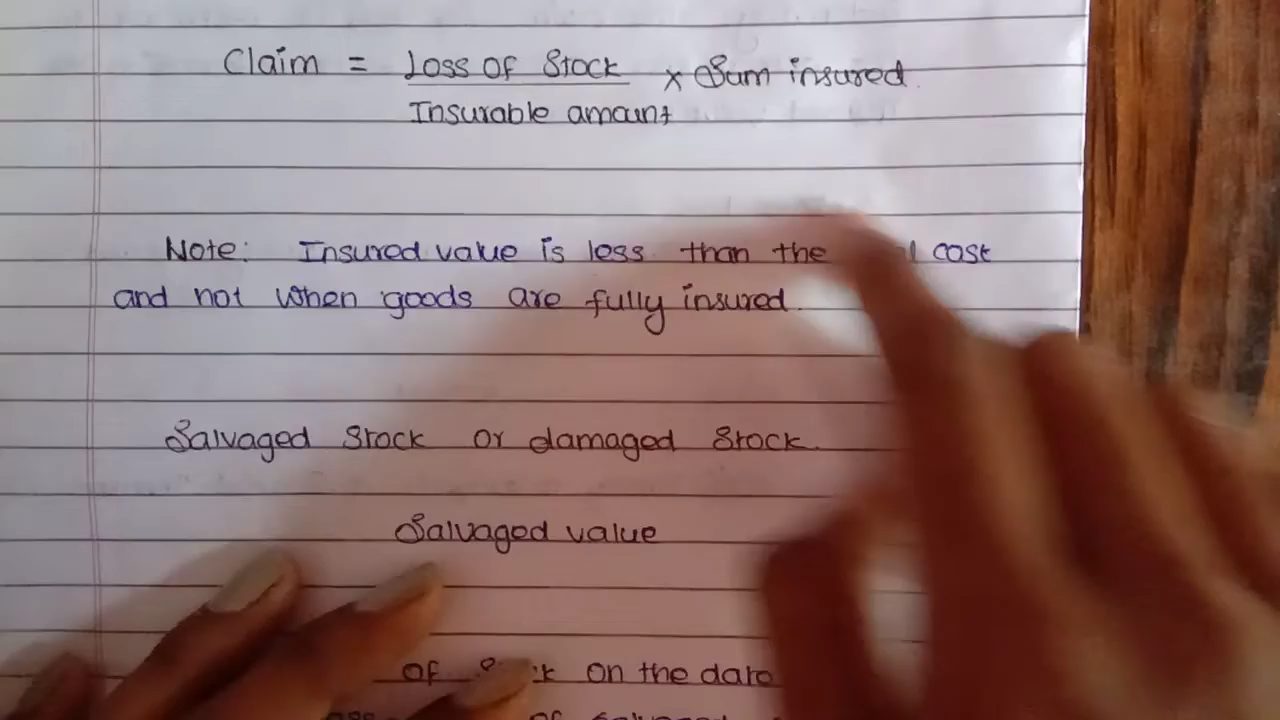 Claim = Loss of Stock / Insurable amount × Sum insured.
Note: Insured value is less than the cost
and not when goods are fully insured.
Salvaged Stock or damaged Stock.
Salvaged value
of on the date
of